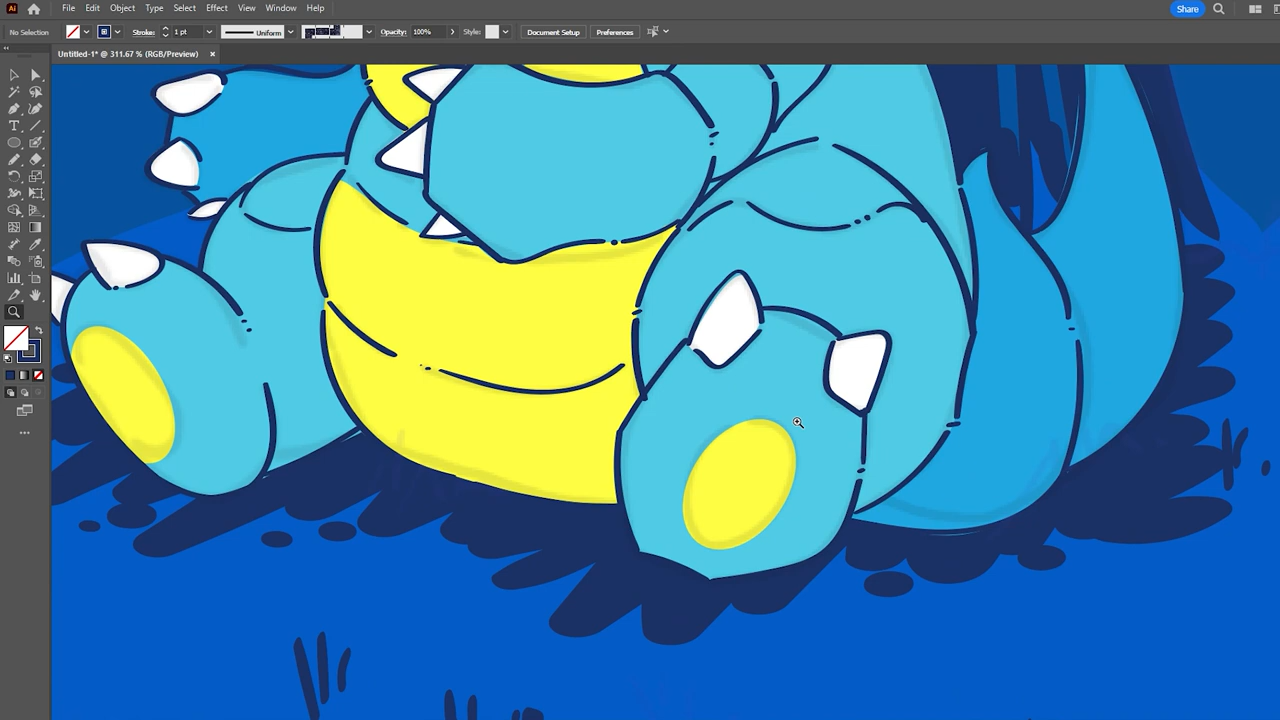 Ai File Edit Object Type Select Effect View Window Help Share
No Selection Stroke: 1 pt Uniform Opacity: 100% Style: Document Setup Preferences
Untitled-1* @ 311.67 % (RGB/Preview) ×